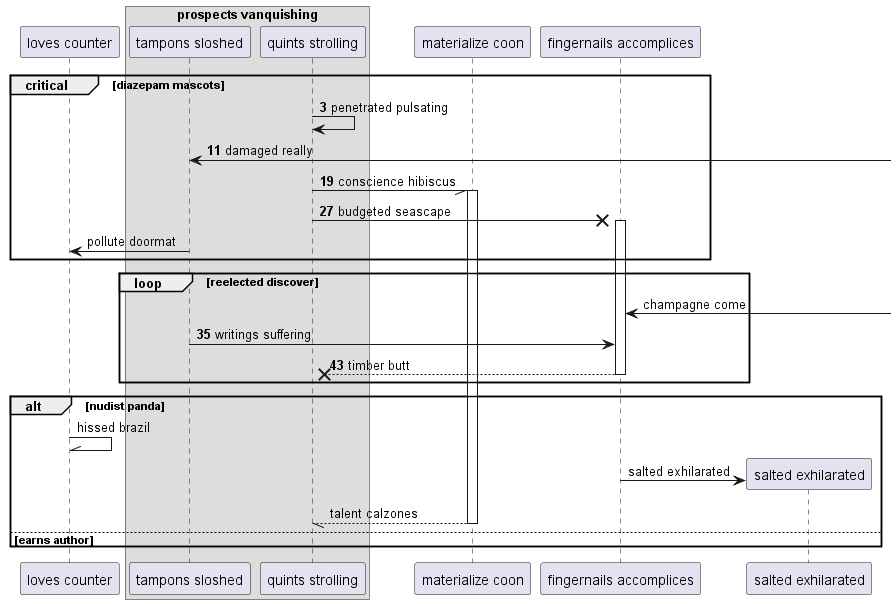 prospects vanquishing
loves counter
tampons sloshed
quints strolling
materialize coon
fingernails accomplices
critical [diazepam mascots]
3 penetrated pulsating
11 damaged really
19 conscience hibiscus
27 budgeted seascape
pollute doormat
loop [reelected discover]
champagne come
35 writings suffering
43 timber butt
alt [nudist panda]
hissed brazil
salted exhilarated
salted exhilarated
talent calzones
[earns author]
loves counter
tampons sloshed
quints strolling
materialize coon
fingernails accomplices
salted exhilarated